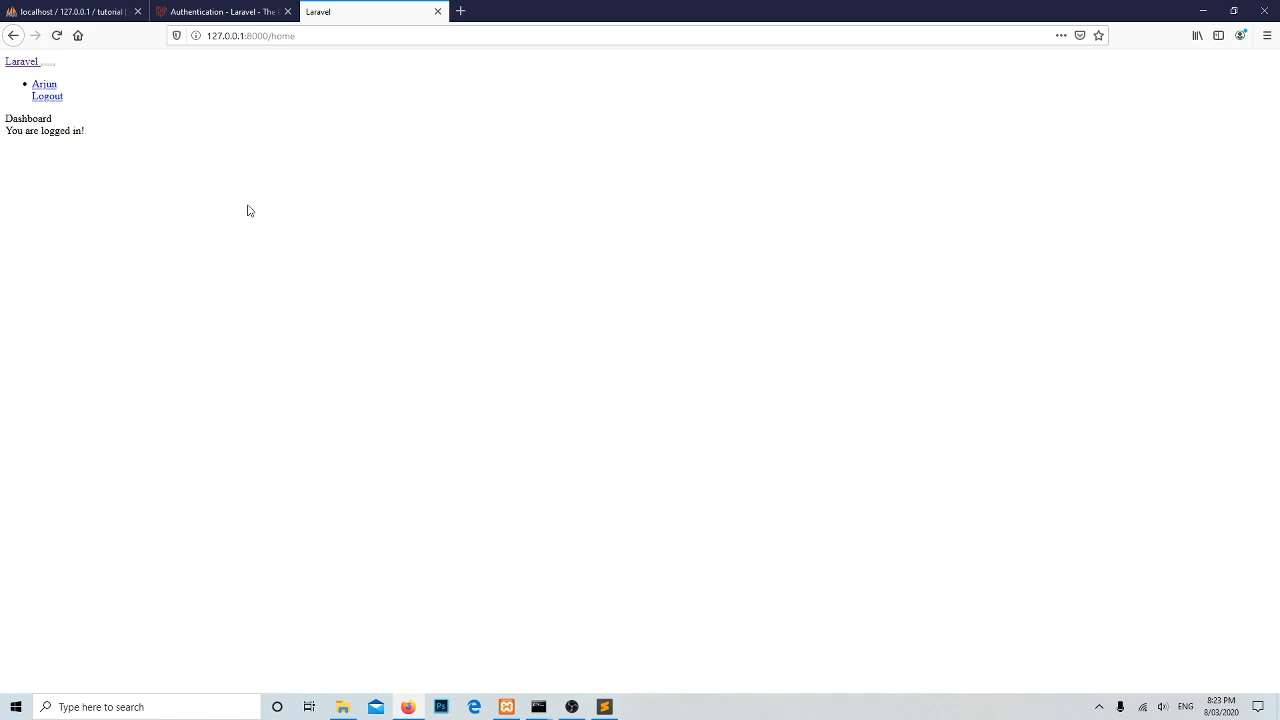 localhost / 127.0.0.1 / tutorial |
Authentication - Laravel - The
Laravel
127.0.0.1:8000/home
Laravel
Arjun
Logout
Dashboard
You are logged in!
Type here to search
Ps
ENG
8:23 PM
8/03/2020